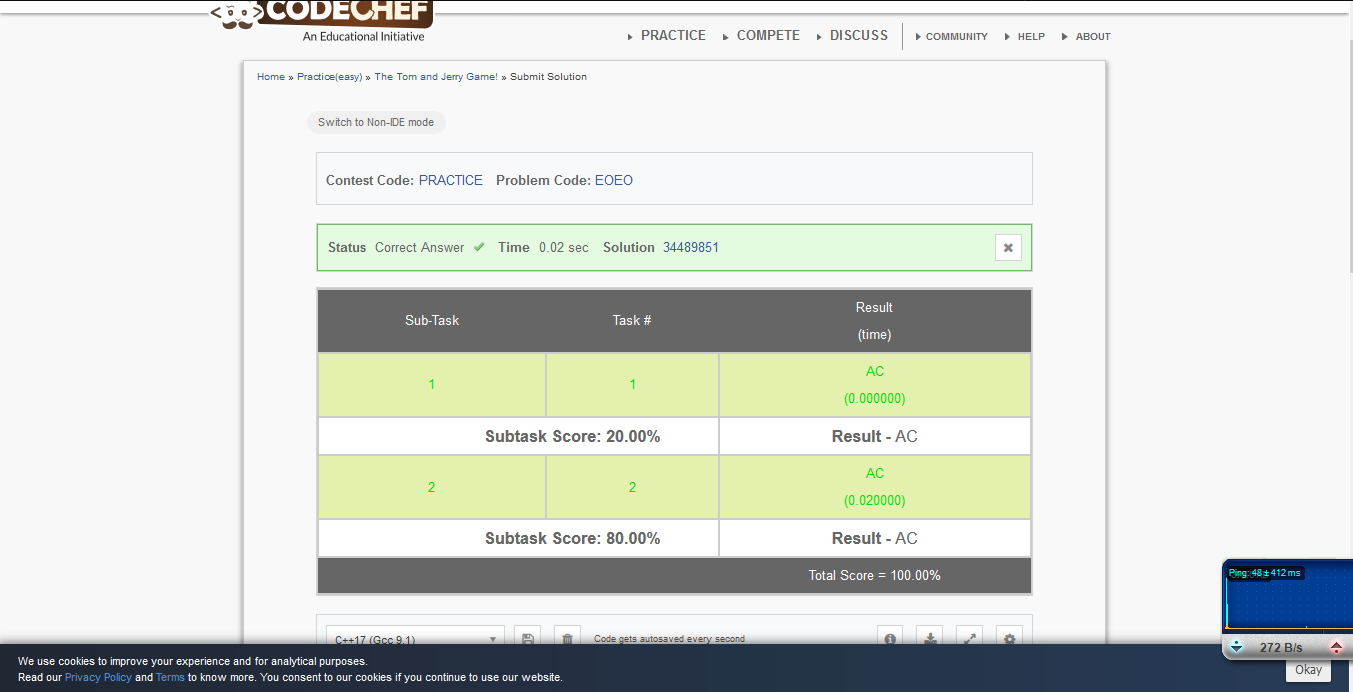 CODECHEF
An Educational Initiative
PRACTICE COMPETE DISCUSS COMMUNITY HELP ABOUT
Home » Practice(easy) » The Tom and Jerry Game! » Submit Solution
Switch to Non-IDE mode
Contest Code: PRACTICE Problem Code: EOEO
Status Correct Answer ✔ Time 0.02 sec Solution 34489851 ✖
Sub-Task Task # Result
(time)
1 1 AC
(0.000000)
Subtask Score: 20.00% Result - AC
2 2 AC
(0.020000)
Subtask Score: 80.00% Result - AC
Total Score = 100.00%
Ping: 48±412 ms
C++17 (Gcc 9.1) Code gets autosaved every second
272 B/s
We use cookies to improve your experience and for analytical purposes.
Read our Privacy Policy and Terms to know more. You consent to our cookies if you continue to use our website.
Okay